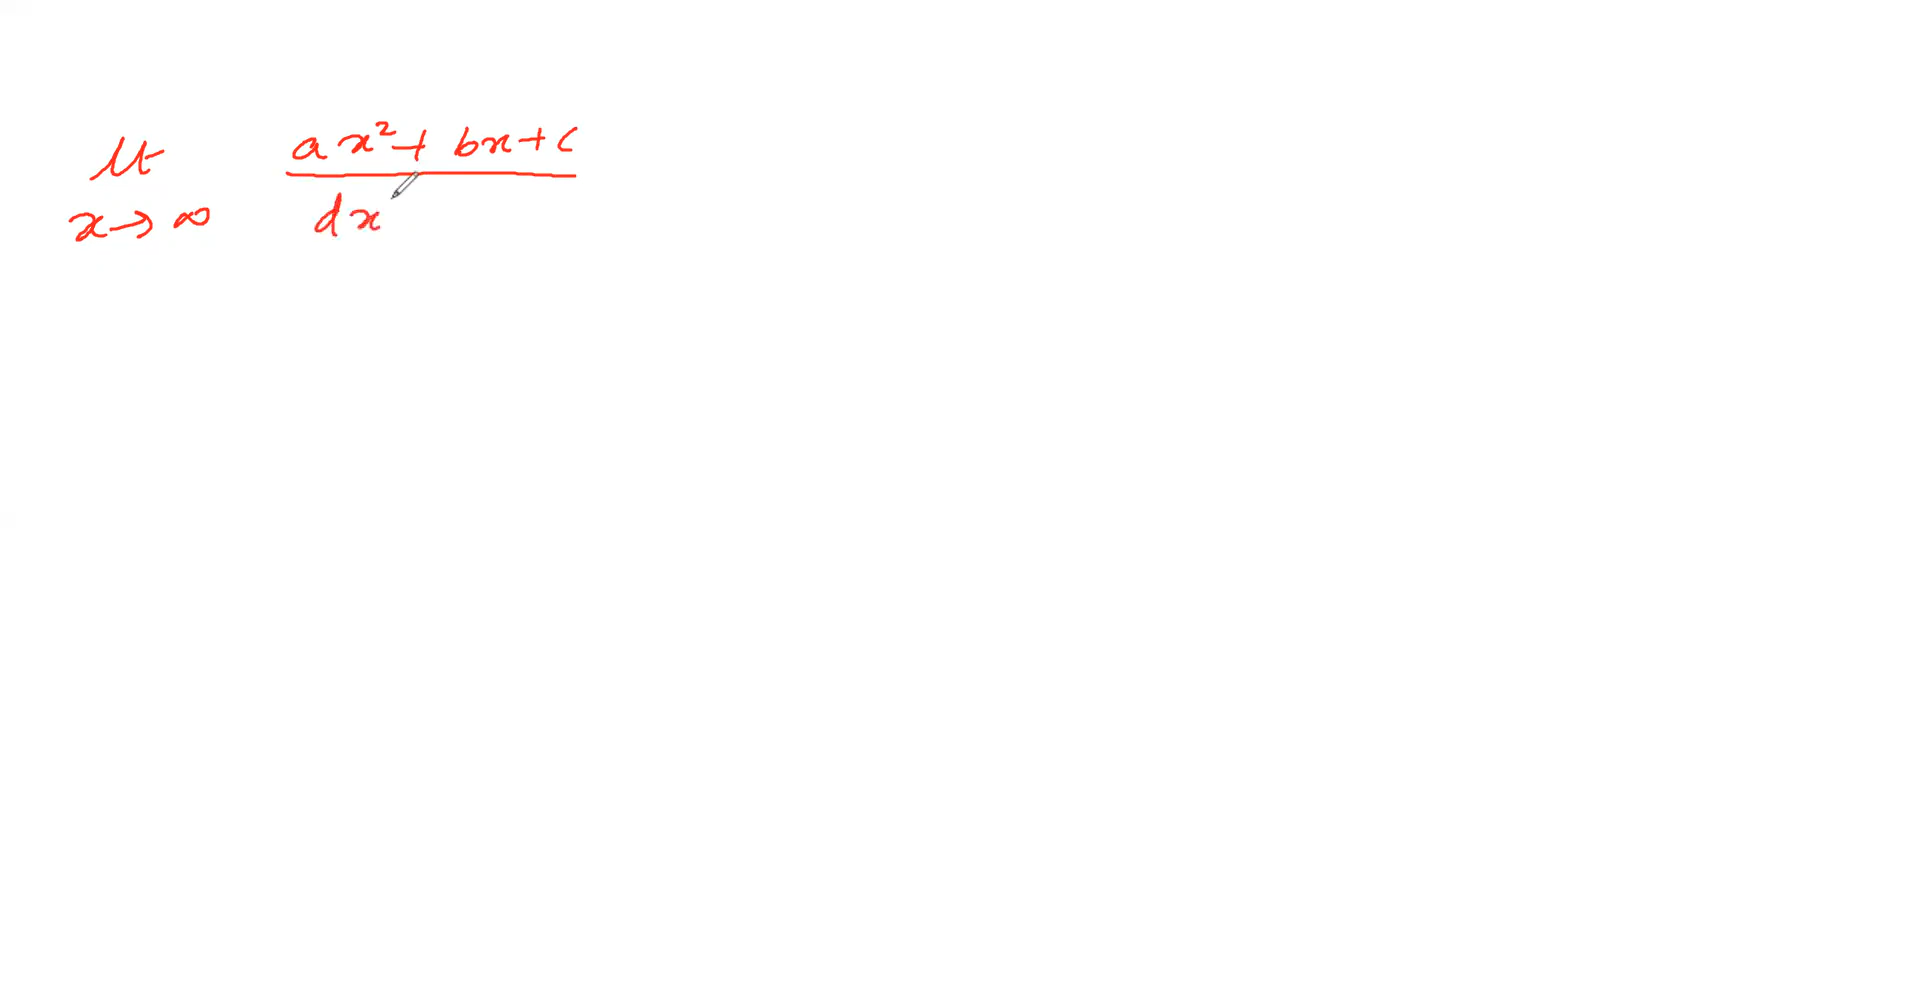 lt ax² + bx + c
x → ∞ dx